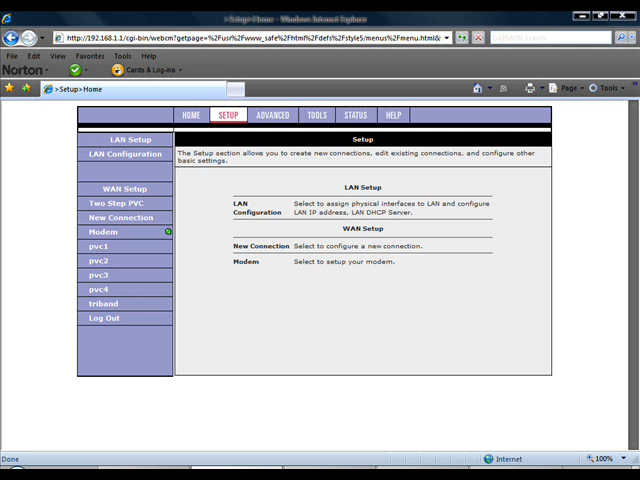 >Setup>Home - Windows Internet Explorer
http://192.168.1.1/cgi-bin/webcm?getpage=%2Fusr%2Fwww_safe%2Fhtml%2Fdefs%2Fstyle5%2Fmenus%2Fmenu.html&
DAEMON Search
File Edit View Favorites Tools Help
Norton Cards & Log-ins
>Setup>Home
Page Tools
HOME SETUP ADVANCED TOOLS STATUS HELP
LAN Setup
LAN Configuration
WAN Setup
Two Step PVC
New Connection
Modem
pvc1
pvc2
pvc3
pvc4
triband
Log Out
Setup
The Setup section allows you to create new connections, edit existing connections, and configure other
basic settings.
LAN Setup
LAN Configuration
Select to assign physical interfaces to LAN and configure
LAN IP address, LAN DHCP Server.
WAN Setup
New Connection Select to configure a new connection.
Modem Select to setup your modem.
Done
Internet
100%